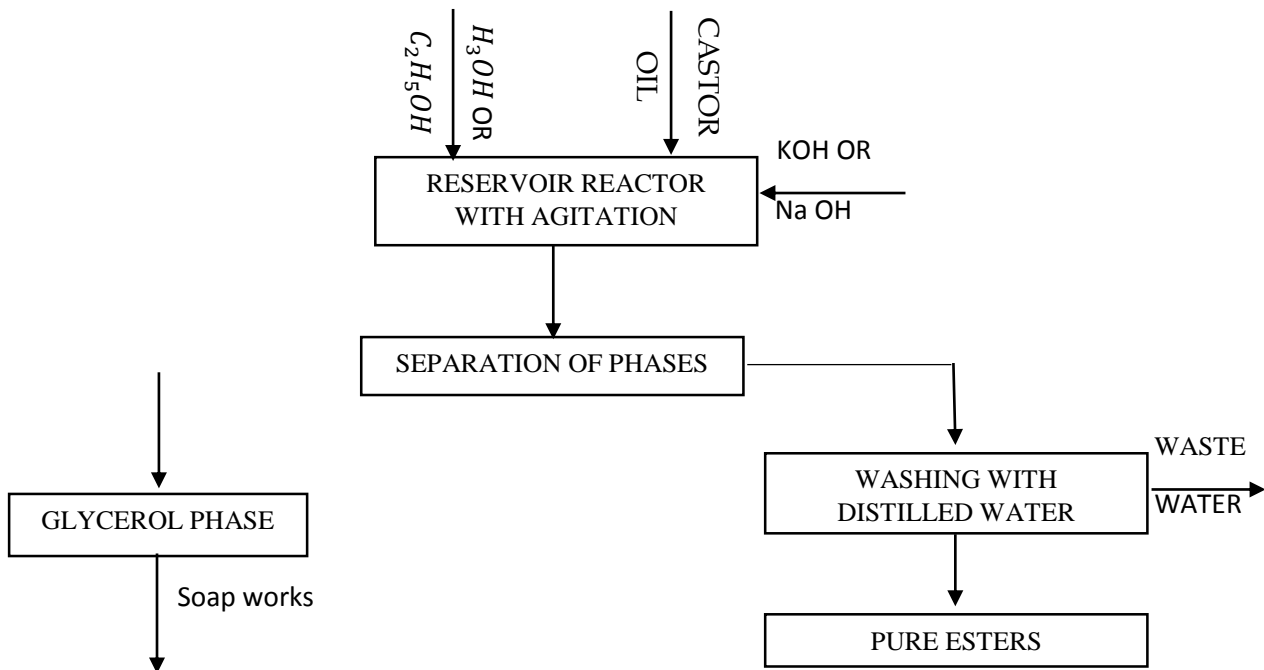 H₃OH OR
C₂H₅OH
CASTOR
OIL
KOH OR
Na OH
RESERVOIR REACTOR
WITH AGITATION
SEPARATION OF PHASES
WASTE
WATER
WASHING WITH
DISTILLED WATER
GLYCEROL PHASE
Soap works
PURE ESTERS